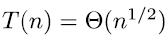 T(n) = Θ(n^{1/2})